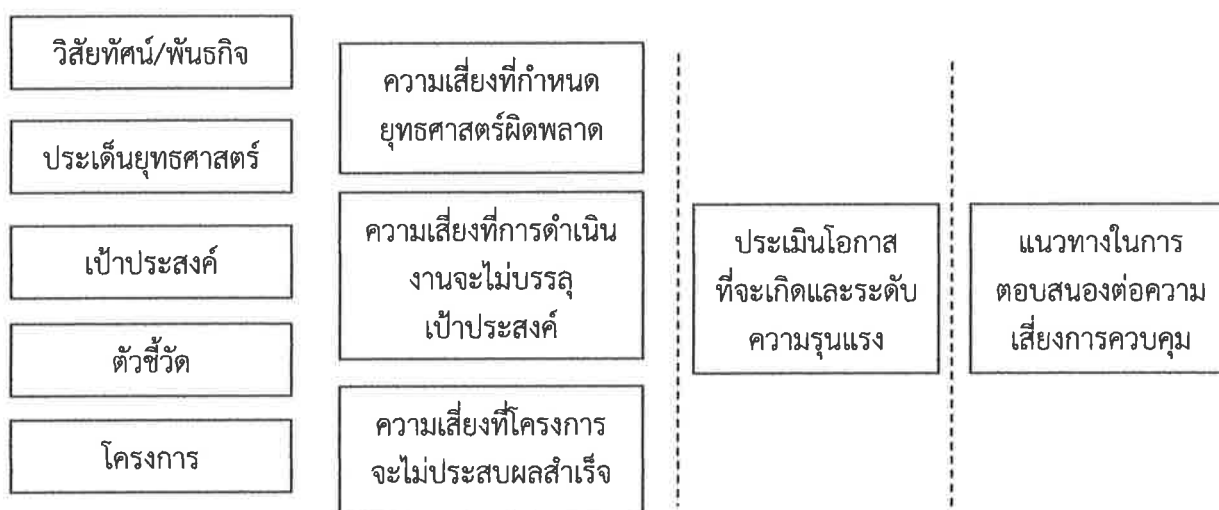 วิสัยทัศน์/พันธกิจ
ประเด็นยุทธศาสตร์
เป้าประสงค์
ตัวชี้วัด
โครงการ
ความเสี่ยงที่กำหนด
ยุทธศาสตร์ผิดพลาด
ความเสี่ยงที่การดำเนิน
งานจะไม่บรรลุ
เป้าประสงค์
ความเสี่ยงที่โครงการ
จะไม่ประสบผลสำเร็จ
ประเมินโอกาส
ที่จะเกิดและระดับ
ความรุนแรง
แนวทางในการ
ตอบสนองต่อความ
เสี่ยงการควบคุม